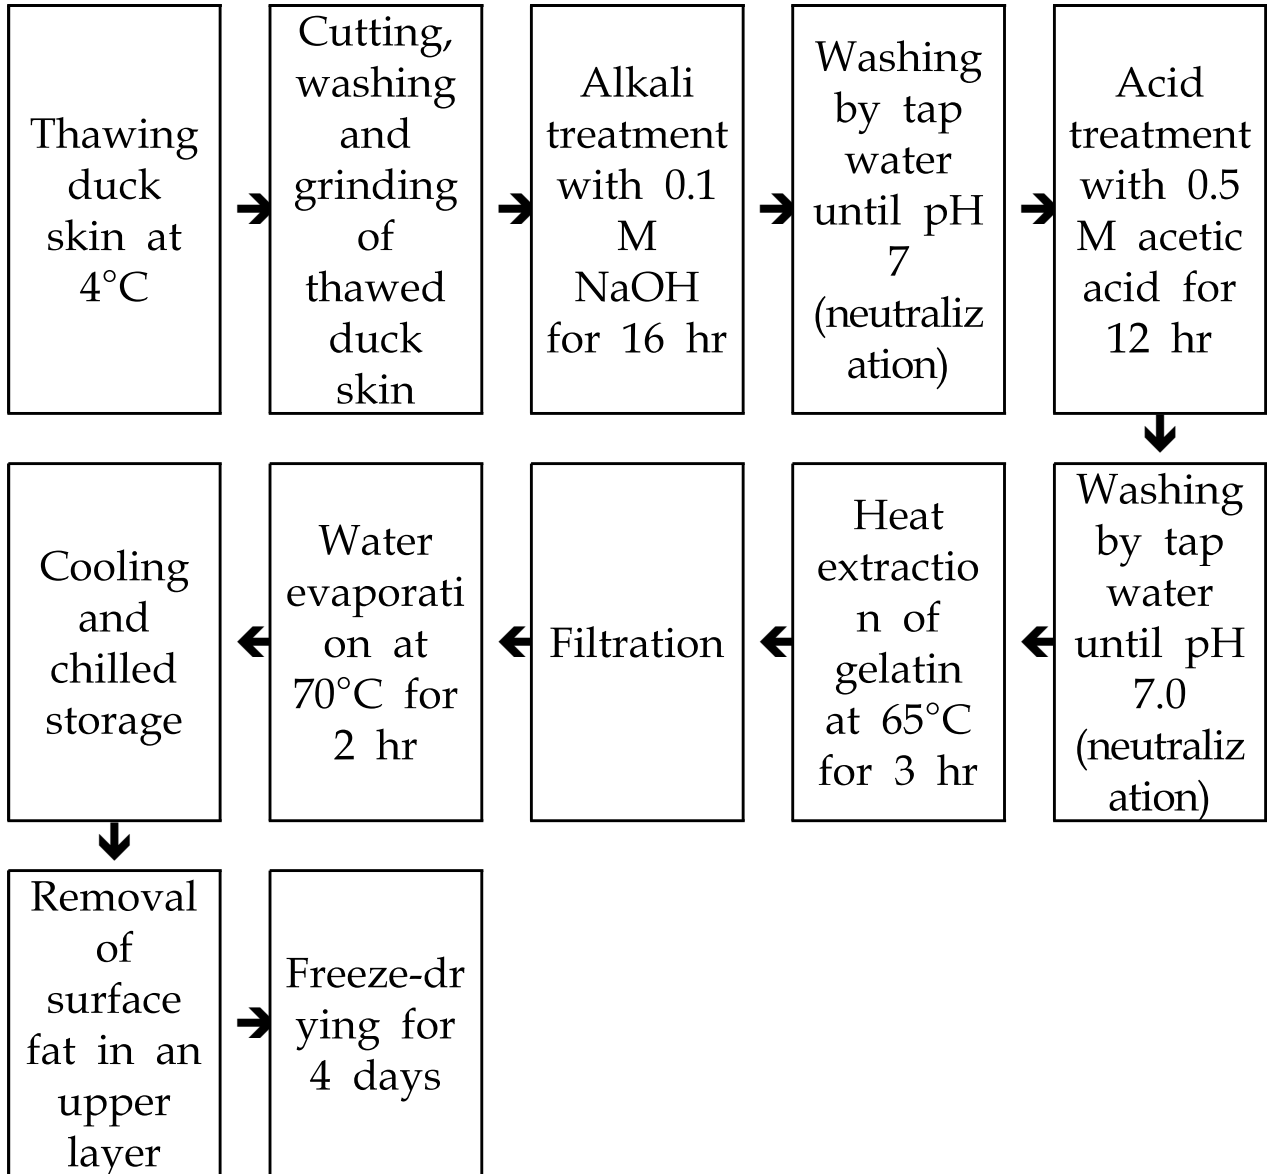 Thawing
duck
skin at
4°C
Cutting,
washing
and
grinding
of
thawed
duck
skin
Alkali
treatment
with 0.1
M
NaOH
for 16 hr
Washing
by tap
water
until pH
7
(neutraliz
ation)
Acid
treatment
with 0.5
M acetic
acid for
12 hr
Washing
by tap
water
until pH
7.0
(neutraliz
ation)
Heat
extractio
n of
gelatin
at 65°C
for 3 hr
Filtration
Water
evaporati
on at
70°C for
2 hr
Cooling
and
chilled
storage
Removal
of
surface
fat in an
upper
layer
Freeze-dr
ying for
4 days